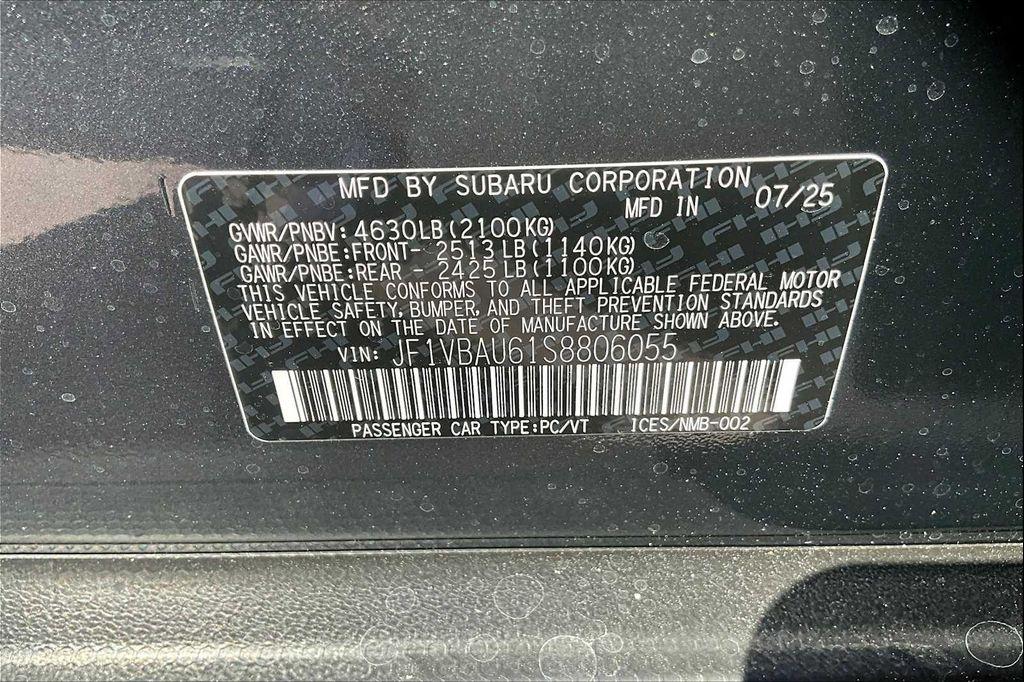 MFD BY SUBARU CORPORATION
MFD IN 07/25
GVWR/PNBV: 4630LB(2100KG)
GAWR/PNBE:FRONT- 2513 LB(1140KG)
GAWR/PNBE:REAR - 2425 LB(1100KG)
THIS VEHICLE CONFORMS TO ALL APPLICABLE FEDERAL MOTOR
VEHICLE SAFETY, BUMPER, AND THEFT PREVENTION STANDARDS
IN EFFECT ON THE DATE OF MANUFACTURE SHOWN ABOVE.
VIN: JF1VBAU61S8806055
PASSENGER CAR TYPE:PC/VT ICES/NMB-002